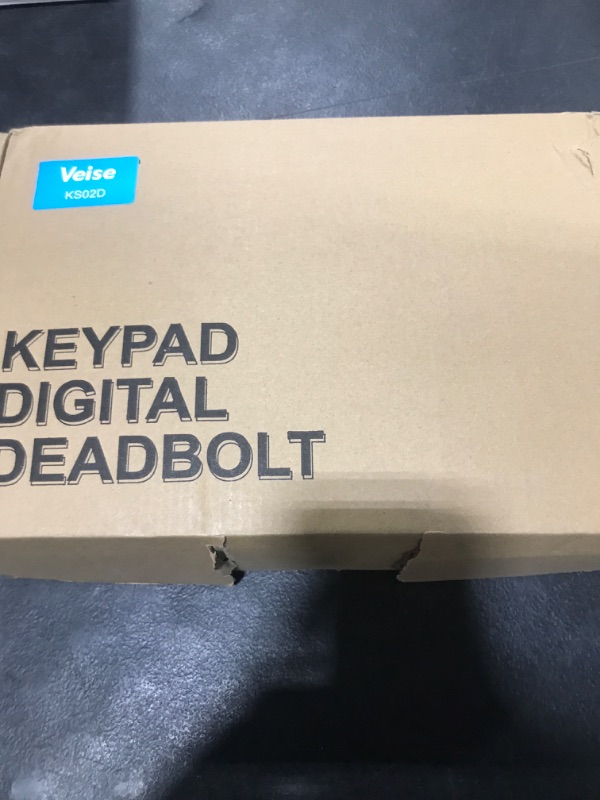 Veise
KS02D
KEYPAD
DIGITAL
DEADBOLT